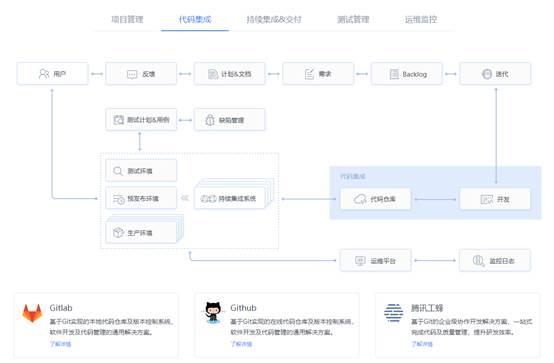 项目管理 代码集成 持续集成&交付 测试管理 运维监控
用户 反馈 计划&文档 需求 Backlog 迭代
测试计划&用例 缺陷管理
测试环境
代码集成
预发布环境 持续集成系统 代码仓库 开发
生产环境
运维平台 监控日志
Gitlab
基于Git实现的本地代码仓库及版本控制系统,
软件开发及代码管理的通用解决方案。
了解详情
Github
基于Git实现的在线代码仓库及版本控制系统,
软件开发及代码管理的通用解决方案。
了解详情
腾讯工蜂
基于Git的企业级协作开发解决方案,一站式
完成代码及质量管理,提升研发效率。
了解详情